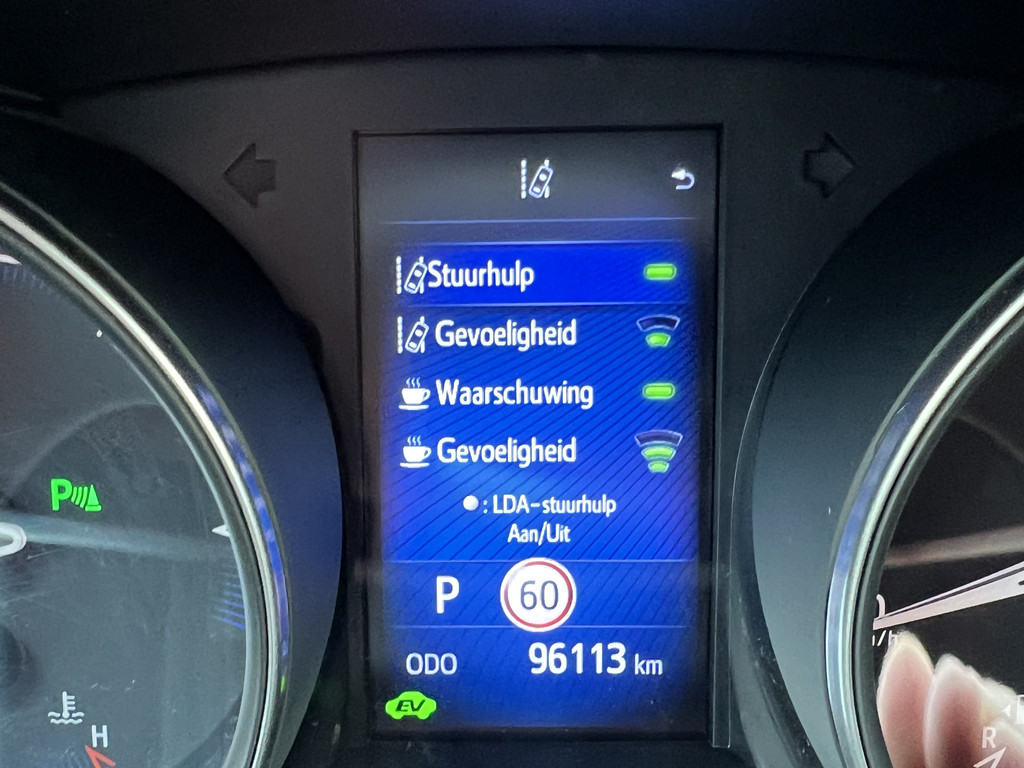 Stuurhulp
Gevoeligheid
Waarschuwing
Gevoeligheid
: LDA-stuurhulp
Aan/Uit
P
P 60
ODO 96113 km
EV
H
R